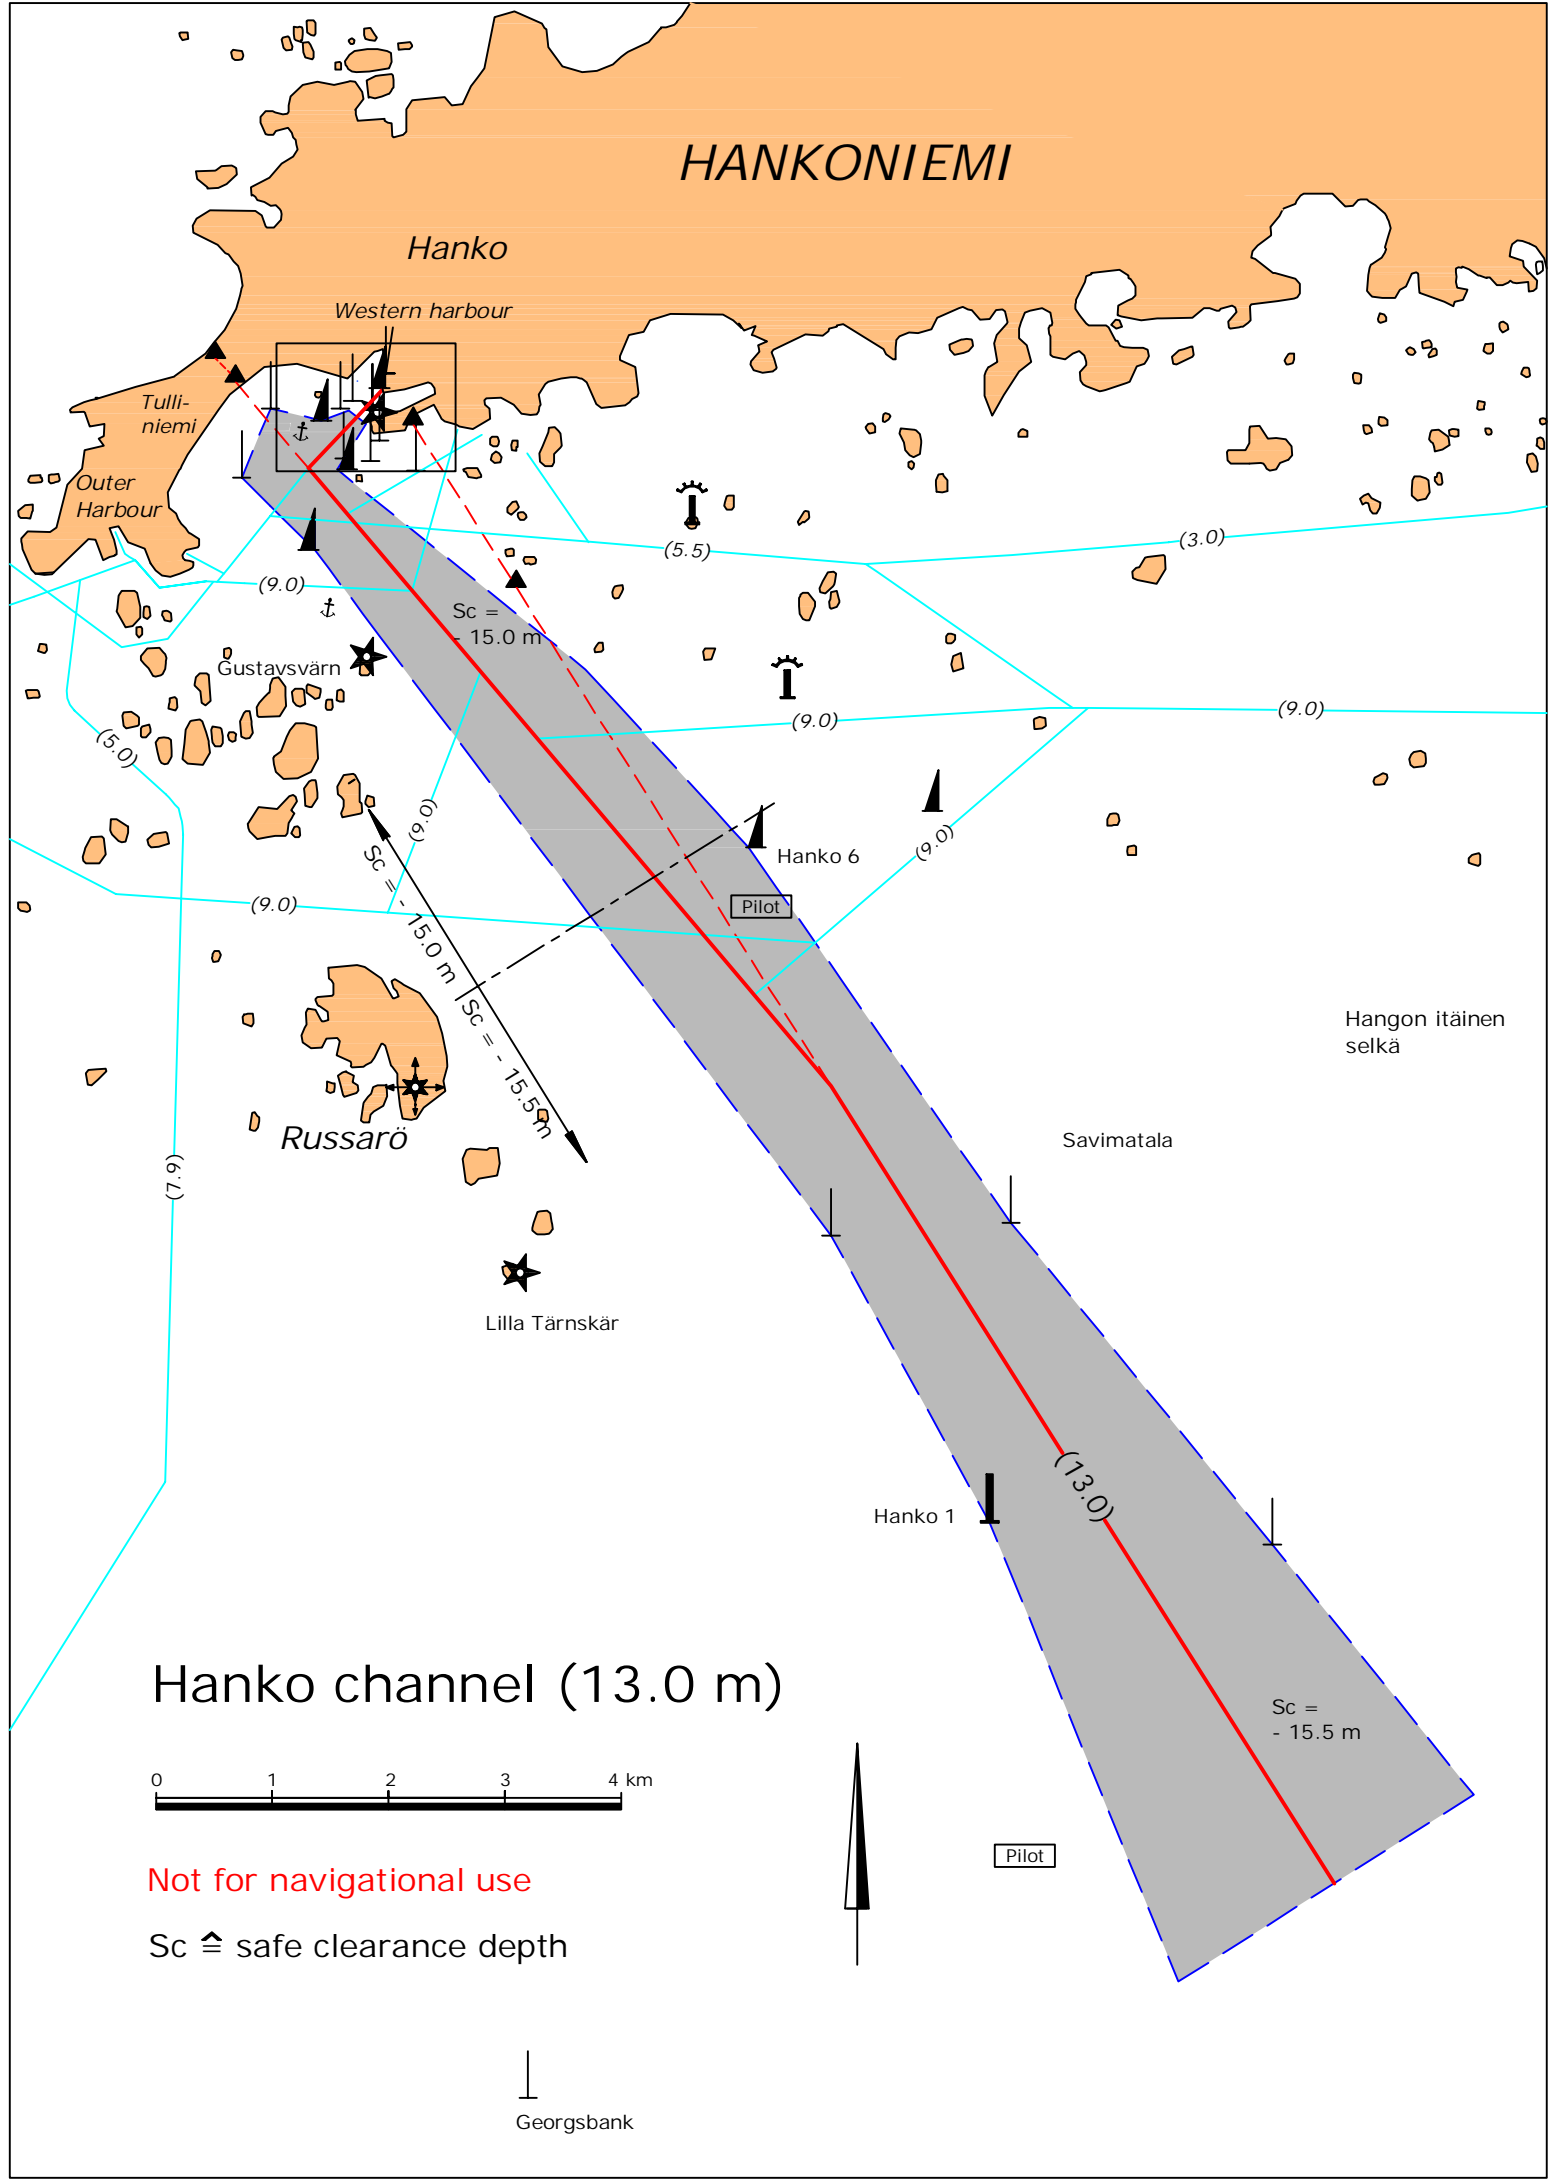 HANKONIEMI
Hanko
Western harbour
Tulli-
niemi
Outer
Harbour
(5.5)
(3.0)
(9.0)
Sc =
- 15.0 m
Gustavsvärn
(9.0)
(9.0)
(5.0)
(9.0)
(9.0)
Hanko 6
Pilot
(9.0)
Sc = - 15.0 m
Sc = - 15.5 m
Hangon itäinen
selkä
Russarö
Savimatala
(7.9)
Lilla Tärnskär
(13.0)
Hanko 1
Hanko channel (13.0 m)
Sc =
- 15.5 m
0 1 2 3 4 km
Pilot
Not for navigational use
Sc ≙ safe clearance depth
Georgsbank